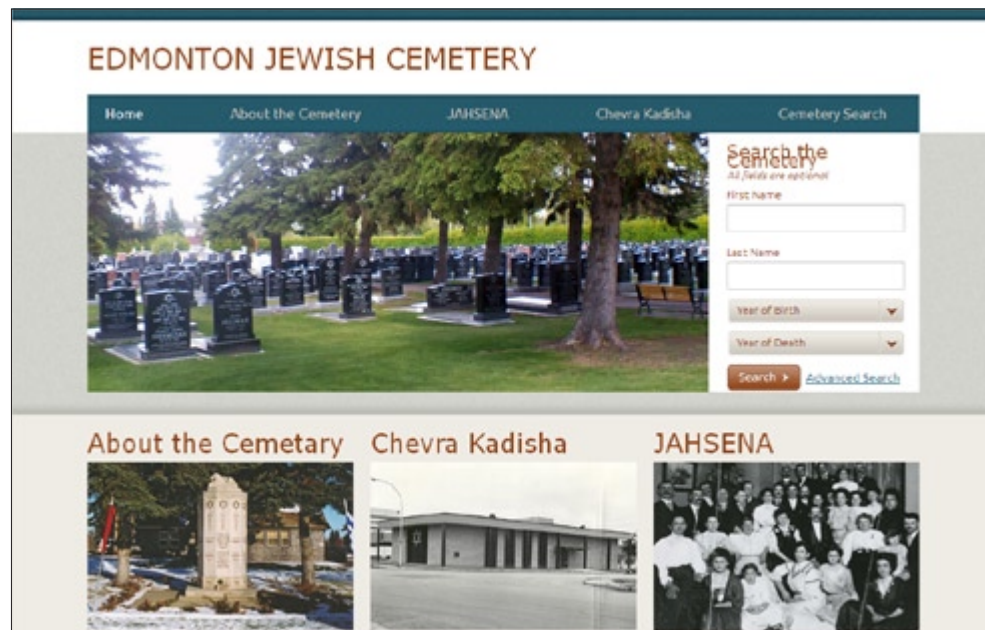 EDMONTON JEWISH CEMETERY
Home About the Cemetery JAHSENA Chevra Kadisha Cemetery Search
Search the
Cemetery
All fields are optional
First Name
Last Name
Year of Birth
Year of Death
Search Advanced Search
About the Cemetary Chevra Kadisha JAHSENA